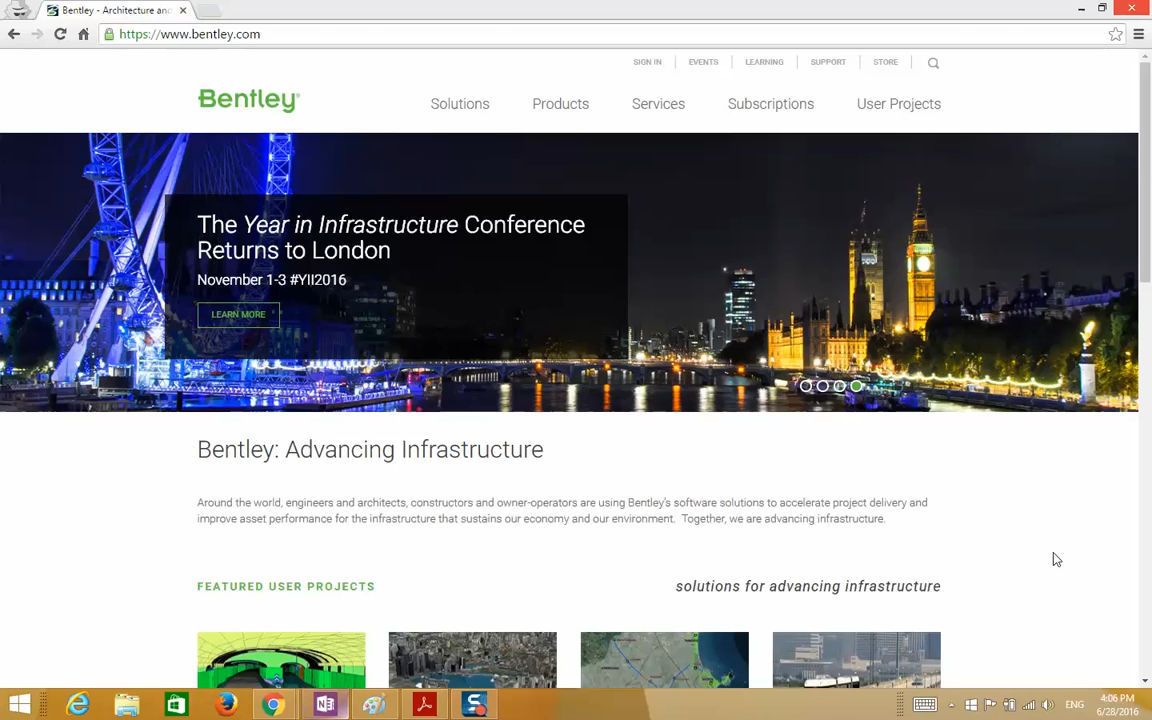 Bentley - Architecture and
https://www.bentley.com
SIGN IN
EVENTS
LEARNING
SUPPORT
STORE
Bentley
Solutions
Products
Services
Subscriptions
User Projects
The Year in Infrastructure Conference
Returns to London
November 1-3 #YII2016
LEARN MORE
Bentley: Advancing Infrastructure
Around the world, engineers and architects, constructors and owner-operators are using Bentley's software solutions to accelerate project delivery and
improve asset performance for the infrastructure that sustains our economy and our environment. Together, we are advancing infrastructure.
FEATURED USER PROJECTS
solutions for advancing infrastructure
ENG
4:06 PM
6/28/2016